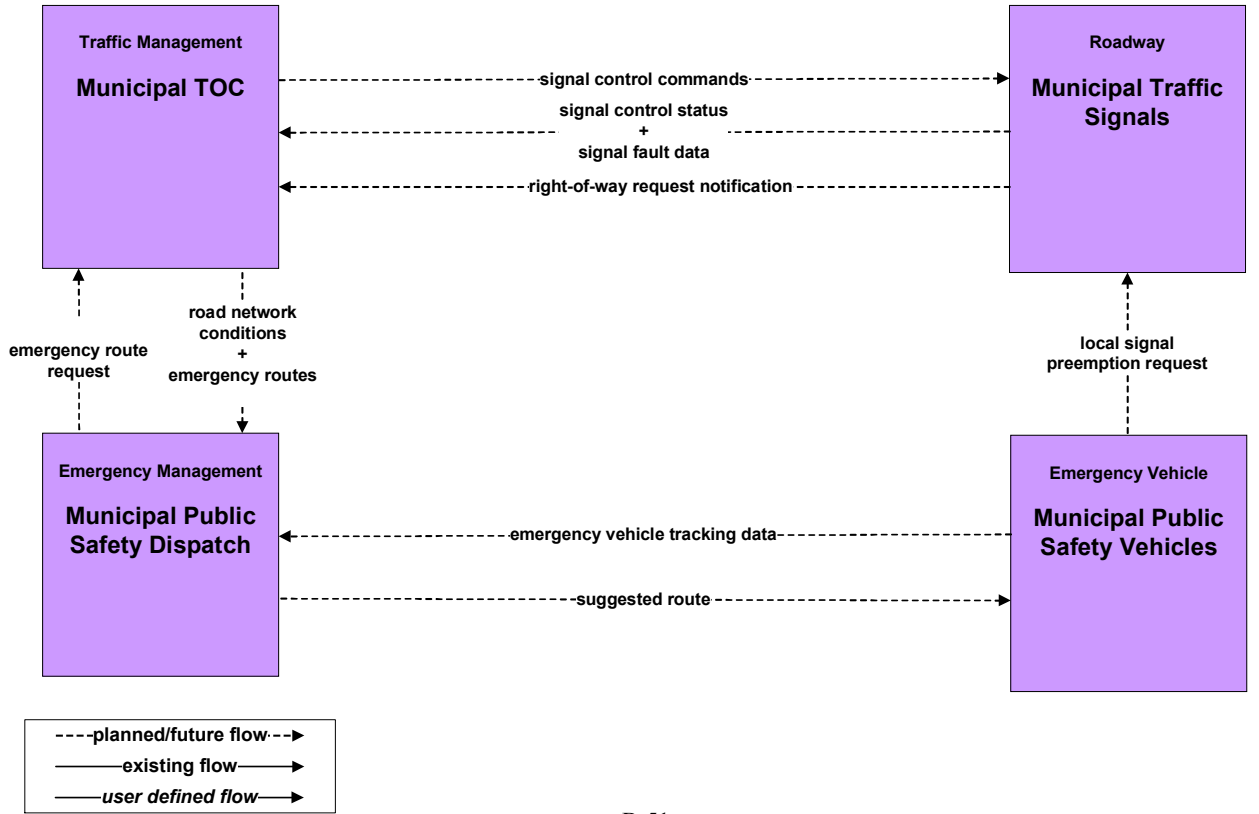 Traffic Management
Municipal TOC
Roadway
Municipal Traffic
Signals
signal control commands
signal control status
+
signal fault data
right-of-way request notification
road network
conditions
+
emergency routes
emergency route
request
local signal
preemption request
Emergency Management
Municipal Public
Safety Dispatch
Emergency Vehicle
Municipal Public
Safety Vehicles
emergency vehicle tracking data
suggested route
planned/future flow
existing flow
user defined flow